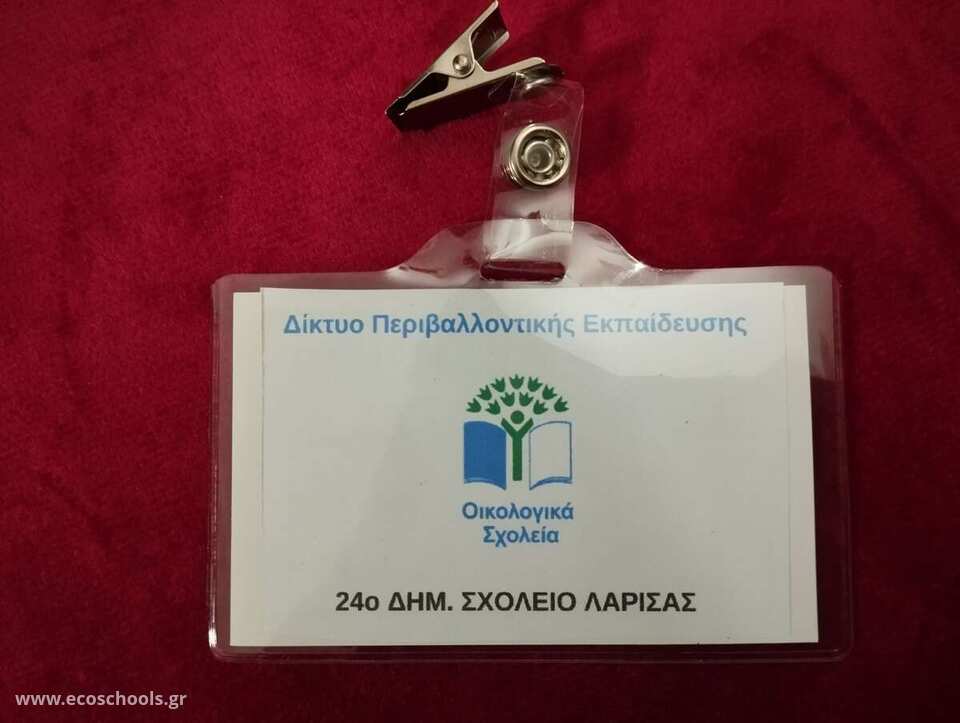 Δίκτυο Περιβαλλοντικής Εκπαίδευσης
Οικολογικά
Σχολεία
24ο ΔΗΜ. ΣΧΟΛΕΙΟ ΛΑΡΙΣΑΣ
www.ecoschools.gr